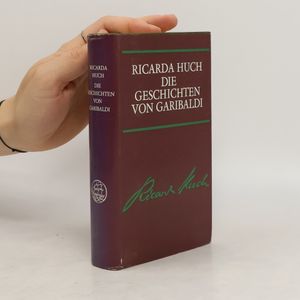 RICARDA
HUCH
DIE
GESCHICHTEN
VON
GARIBALDI
RICARDA HUCH
DIE
GESCHICHTEN
VON GARIBALDI
Ricarda Huch